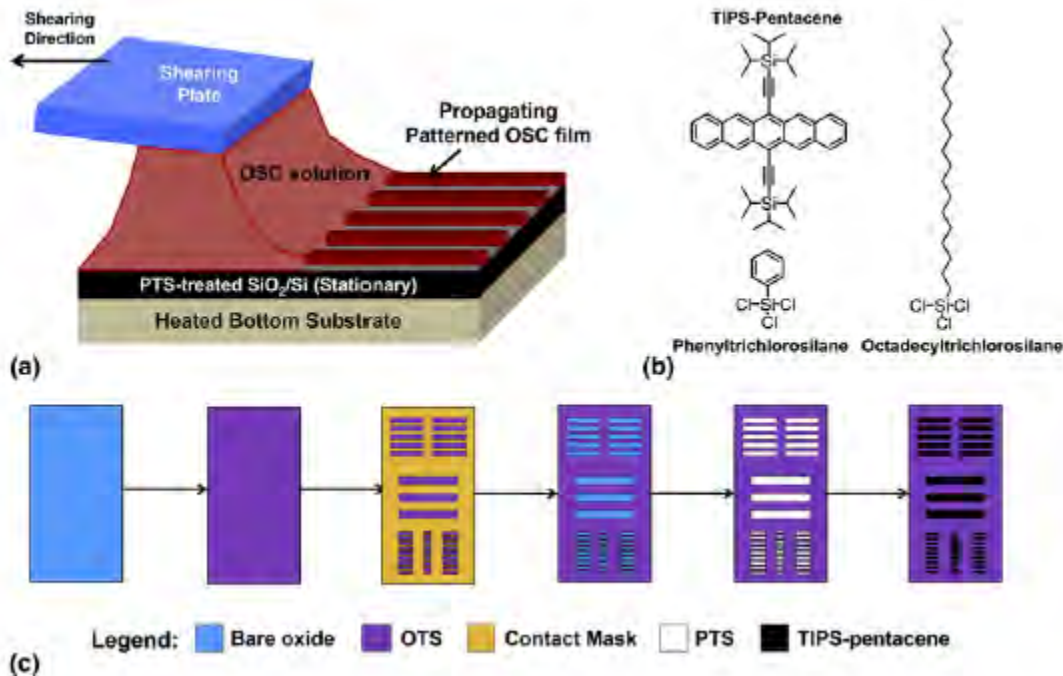 Shearing
Direction
Shearing
Plate
Propagating
Patterned OSC film
OSC solution
PTS-treated SiO₂/Si (Stationary)
Heated Bottom Substrate
(a)
TIPS-Pentacene
Si
Si
Cl-Si-Cl
Cl
Phenyltrichlorosilane
Cl-Si-Cl
Cl
Octadecyltrichlorosilane
(b)
Legend:
Bare oxide
OTS
Contact Mask
PTS
TIPS-pentacene
(c)